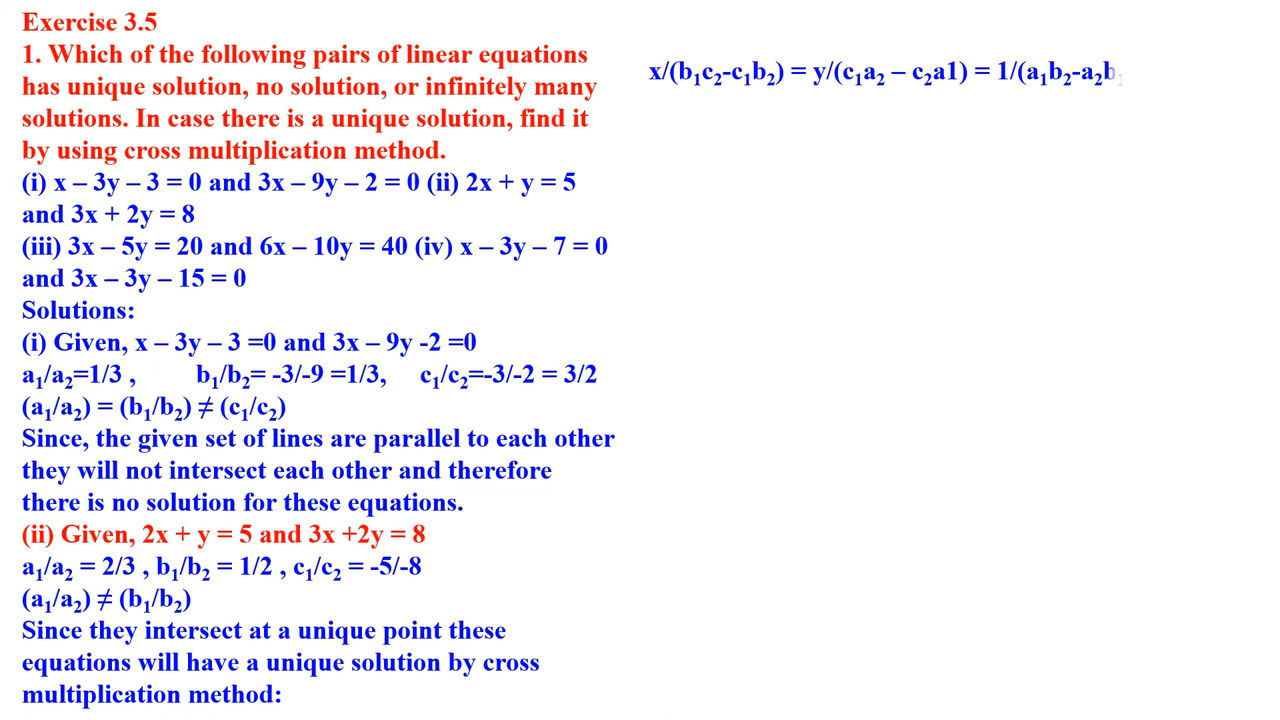 Exercise 3.5
1. Which of the following pairs of linear equations
has unique solution, no solution, or infinitely many
solutions. In case there is a unique solution, find it
by using cross multiplication method.
(i) x – 3y – 3 = 0 and 3x – 9y – 2 = 0 (ii) 2x + y = 5
and 3x + 2y = 8
(iii) 3x – 5y = 20 and 6x – 10y = 40 (iv) x – 3y – 7 = 0
and 3x – 3y – 15 = 0
Solutions:
(i) Given, x – 3y – 3 =0 and 3x – 9y -2 =0
a₁/a₂=1/3 , b₁/b₂= -3/-9 =1/3, c₁/c₂=-3/-2 = 3/2
(a₁/a₂) = (b₁/b₂) ≠ (c₁/c₂)
Since, the given set of lines are parallel to each other
they will not intersect each other and therefore
there is no solution for these equations.
(ii) Given, 2x + y = 5 and 3x +2y = 8
a₁/a₂ = 2/3 , b₁/b₂ = 1/2 , c₁/c₂ = -5/-8
(a₁/a₂) ≠ (b₁/b₂)
Since they intersect at a unique point these
equations will have a unique solution by cross
multiplication method:
x/(b₁c₂-c₁b₂) = y/(c₁a₂ – c₂a1) = 1/(a₁b₂-a₂b₁